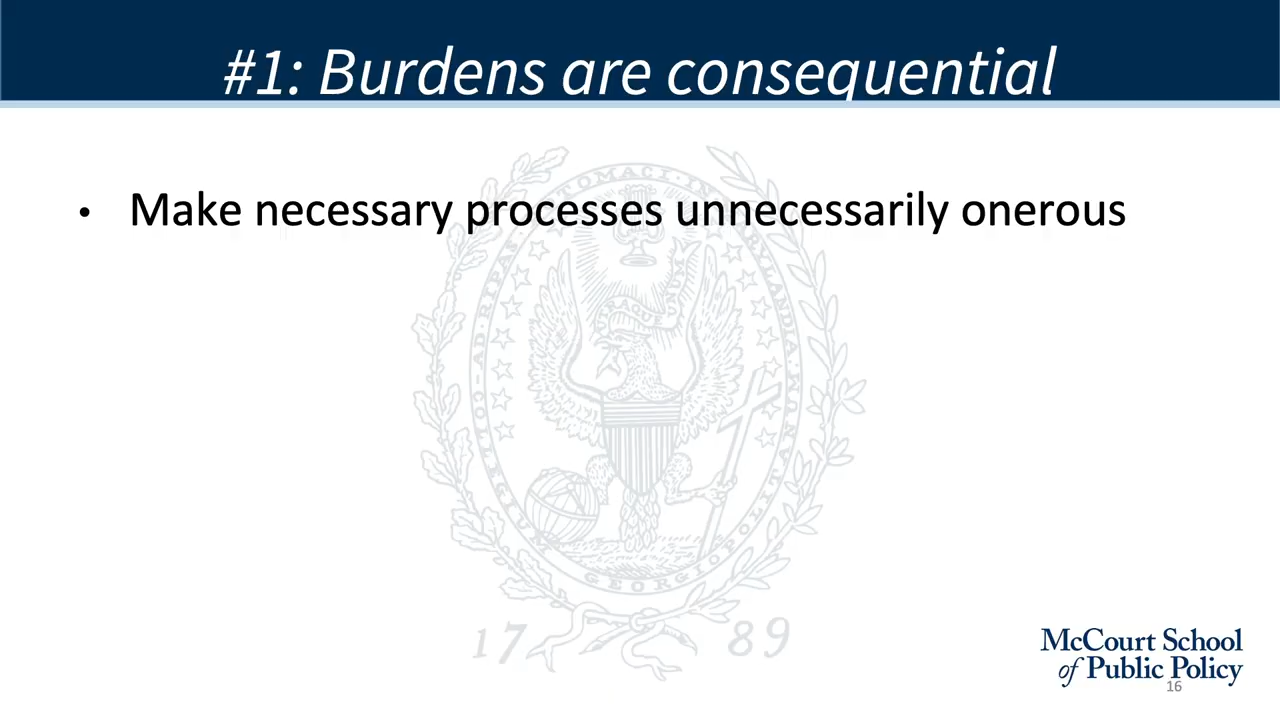 #1: Burdens are consequential
• Make necessary processes unnecessarily onerous
17 89
McCourt School
of Public Policy
16